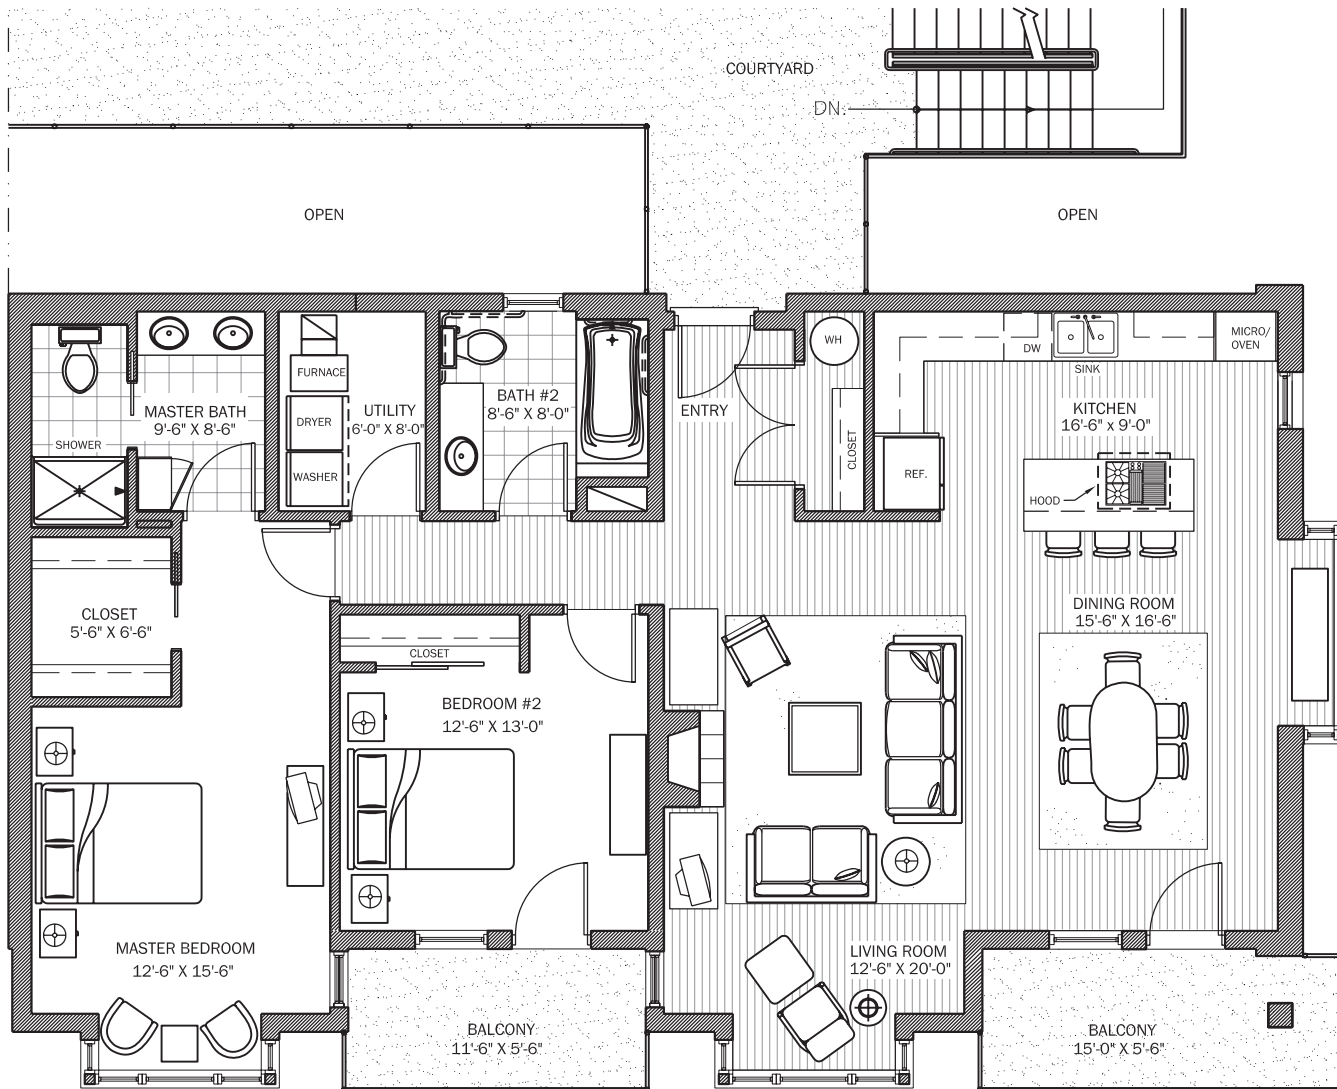 COURTYARD
DN.
OPEN
OPEN
WH
DW
SINK
MICRO/
OVEN
FURNACE
DRYER
WASHER
UTILITY
6'-0" X 8'-0"
MASTER BATH
9'-6" X 8'-6"
SHOWER
BATH #2
8'-6" X 8'-0"
ENTRY
CLOSET
KITCHEN
16'-6" x 9'-0"
REF.
HOOD
CLOSET
5'-6" X 6'-6"
CLOSET
DINING ROOM
15'-6" X 16'-6"
BEDROOM #2
12'-6" X 13'-0"
MASTER BEDROOM
12'-6" X 15'-6"
LIVING ROOM
12'-6" X 20'-0"
BALCONY
11'-6" X 5'-6"
BALCONY
15'-0" X 5'-6"